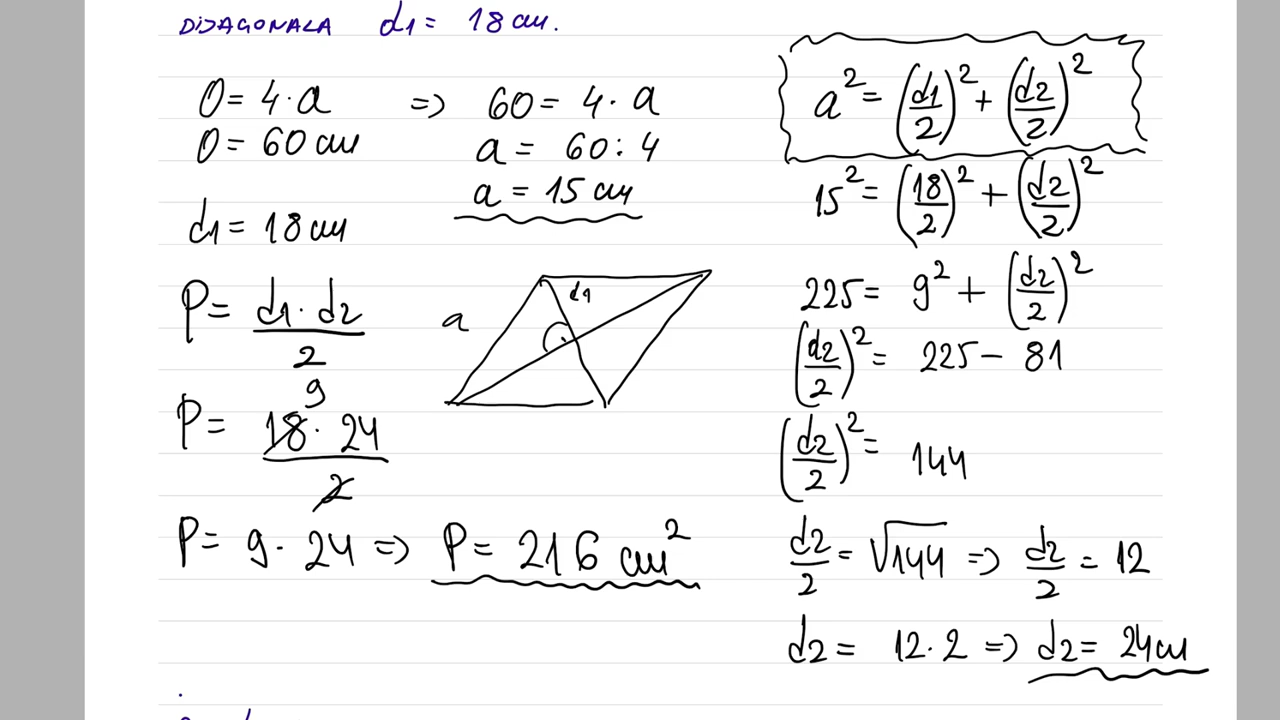 DIJAGONALA d1 = 18 cm.
O = 4 · a => 60 = 4 · a
O = 60 cm a = 60 : 4
a = 15 cm
d1 = 18 cm
P = d1 · d2 / 2
d1
a
9
P = 18 · 24 / 2
P = 9 · 24 => P = 216 cm²
a² = (d1/2)² + (d2/2)²
15² = (18/2)² + (d2/2)²
225 = 9² + (d2/2)²
(d2/2)² = 225 - 81
(d2/2)² = 144
d2/2 = √144 => d2/2 = 12
d2 = 12 · 2 => d2 = 24 cm